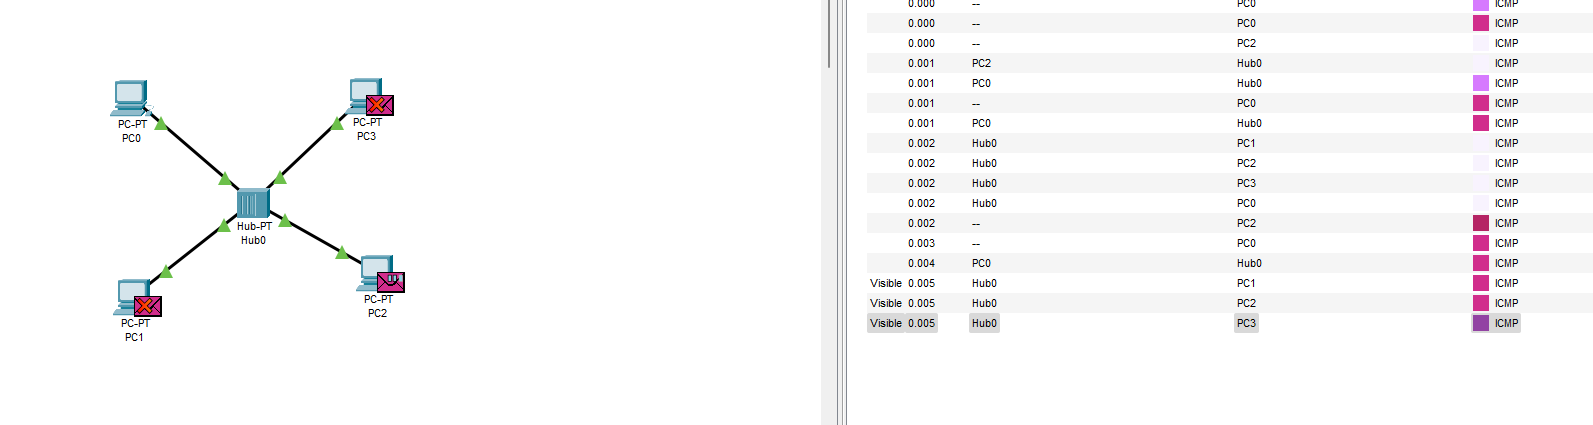 PC-PT
PC0
PC-PT
PC3
Hub-PT
Hub0
PC-PT
PC1
PC-PT
PC2
0.000 -- PC0 ICMP
0.000 -- PC0 ICMP
0.000 -- PC2 ICMP
0.001 PC2 Hub0 ICMP
0.001 PC0 Hub0 ICMP
0.001 -- PC0 ICMP
0.001 PC0 Hub0 ICMP
0.002 Hub0 PC1 ICMP
0.002 Hub0 PC2 ICMP
0.002 Hub0 PC3 ICMP
0.002 Hub0 PC0 ICMP
0.002 -- PC2 ICMP
0.003 -- PC0 ICMP
0.004 PC0 Hub0 ICMP
Visible 0.005 Hub0 PC1 ICMP
Visible 0.005 Hub0 PC2 ICMP
Visible 0.005 Hub0 PC3 ICMP